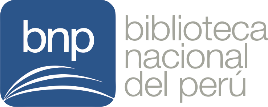 bnp
biblioteca
nacional
del perú